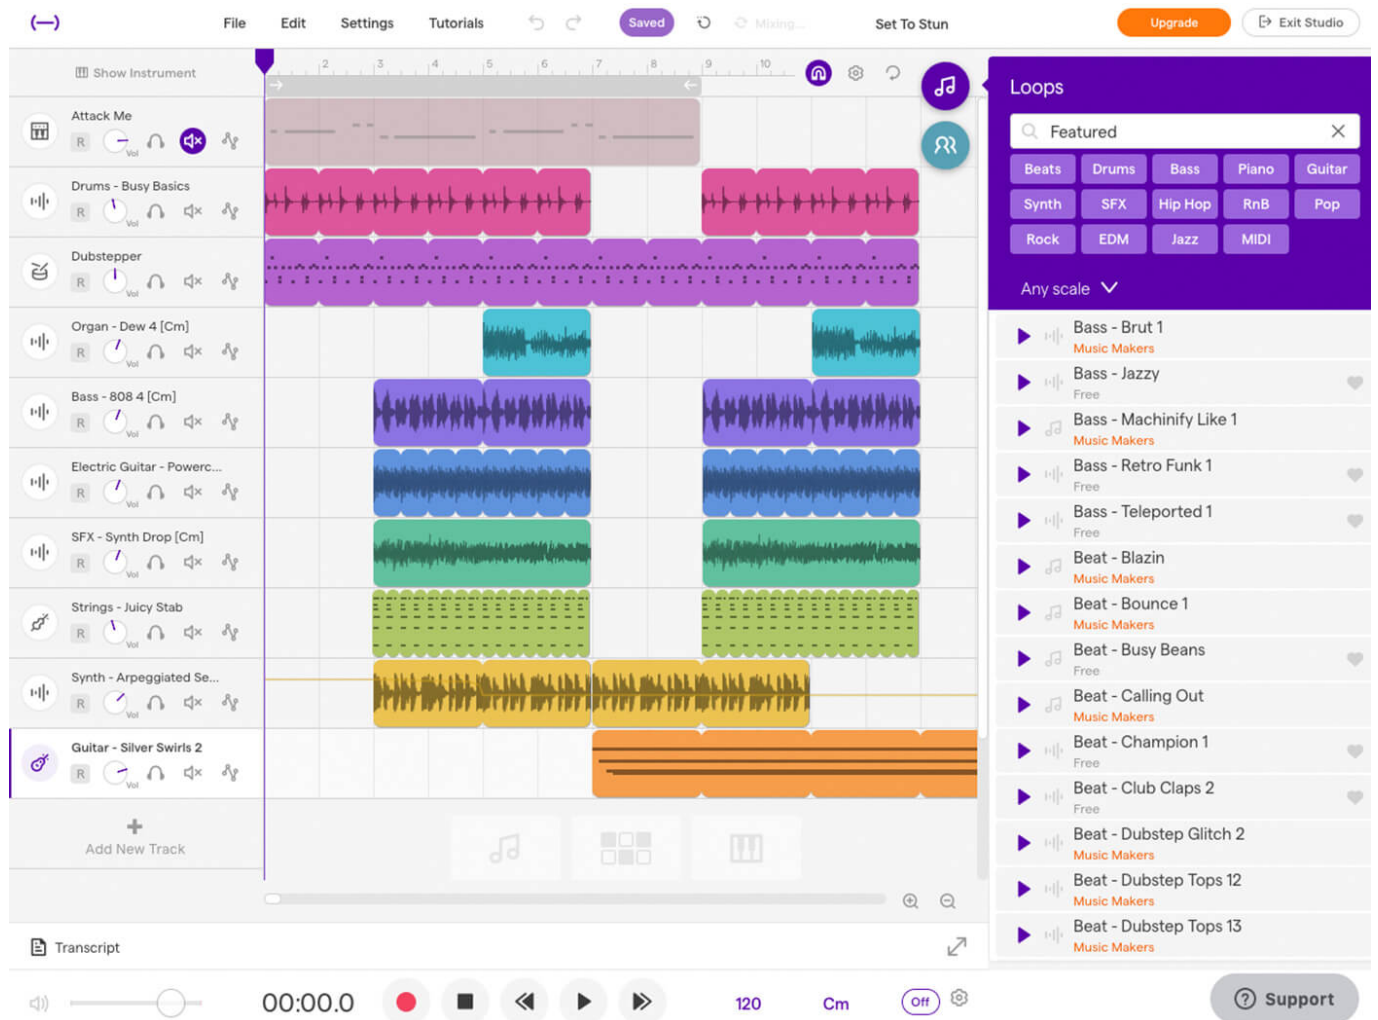 File Edit Settings Tutorials Saved Mixing... Set To Stun Upgrade Exit Studio
Show Instrument
2 3 4 5 6 7 8 9 10
Attack Me
R Vol
Drums - Busy Basics
R Vol
Dubstepper
R Vol
Organ - Dew 4 [Cm]
R Vol
Bass - 808 4 [Cm]
R Vol
Electric Guitar - Powerc...
R Vol
SFX - Synth Drop [Cm]
R Vol
Strings - Juicy Stab
R Vol
Synth - Arpeggiated Se...
R Vol
Guitar - Silver Swirls 2
R Vol
Add New Track
Loops
Featured
Beats Drums Bass Piano Guitar
Synth SFX Hip Hop RnB Pop
Rock EDM Jazz MIDI
Any scale
Bass - Brut 1
Music Makers
Bass - Jazzy
Free
Bass - Machinify Like 1
Music Makers
Bass - Retro Funk 1
Free
Bass - Teleported 1
Free
Beat - Blazin
Music Makers
Beat - Bounce 1
Music Makers
Beat - Busy Beans
Free
Beat - Calling Out
Music Makers
Beat - Champion 1
Free
Beat - Club Claps 2
Free
Beat - Dubstep Glitch 2
Music Makers
Beat - Dubstep Tops 12
Music Makers
Beat - Dubstep Tops 13
Music Makers
Transcript
00:00.0 120 Cm Off
Support